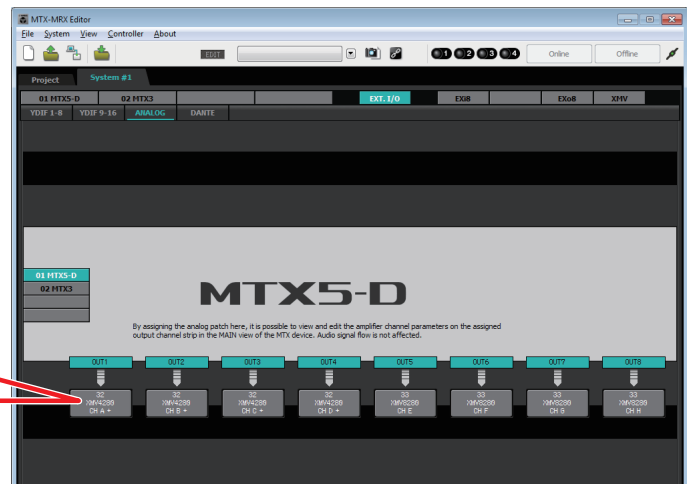 MTX-MRX Editor
File System View Controller About
EDIT 1 2 3 4 Online Offline
Project System #1
01 MTX5-D 02 MTX3 EXT. I/O EXi8 EXo8 XMV
YDIF 1-8 YDIF 9-16 ANALOG DANTE
01 MTX5-D
02 MTX3
MTX5-D
By assigning the analog patch here, it is possible to view and edit the amplifier channel parameters on the assigned
output channel strip in the MAIN view of the MTX device. Audio signal flow is not affected.
OUT1 OUT2 OUT3 OUT4 OUT5 OUT6 OUT7 OUT8
32 32 32 32 33 33 33 33
XMV4280 XMV4280 XMV4280 XMV4280 XMV8280 XMV8280 XMV8280 XMV8280
CH A + CH B + CH C + CH D + CH E CH F CH G CH H